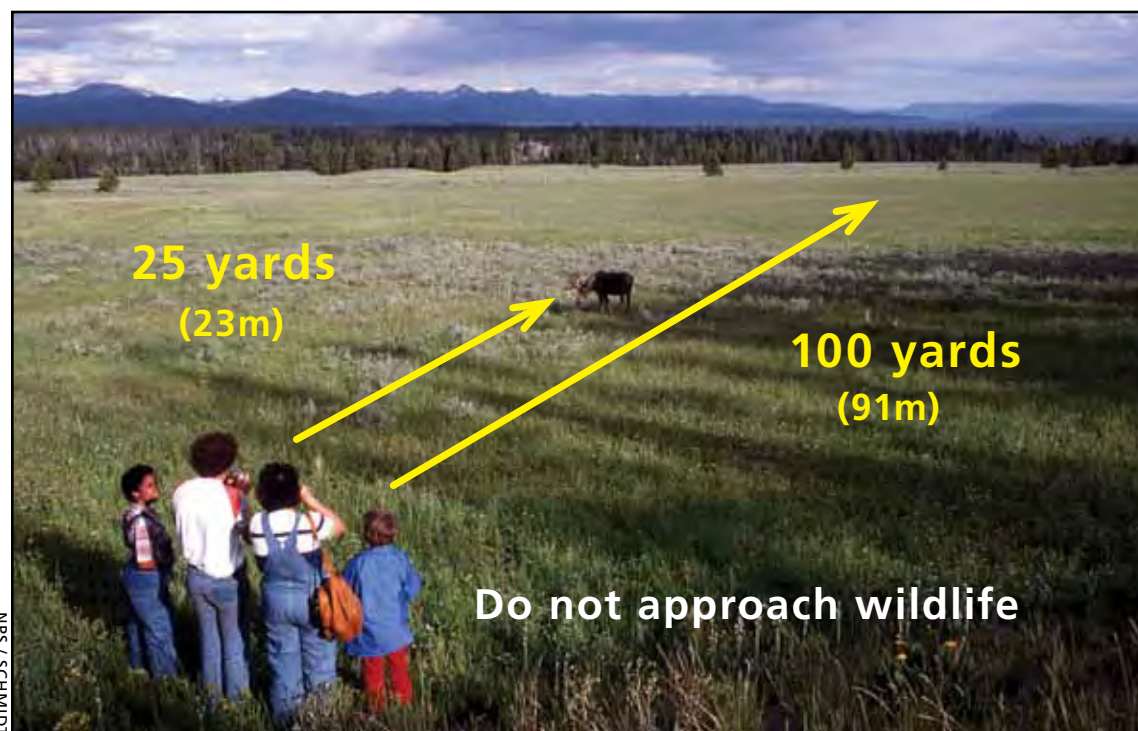 25 yards
(23m)
100 yards
(91m)
Do not approach wildlife
NPS / SCHMIDT